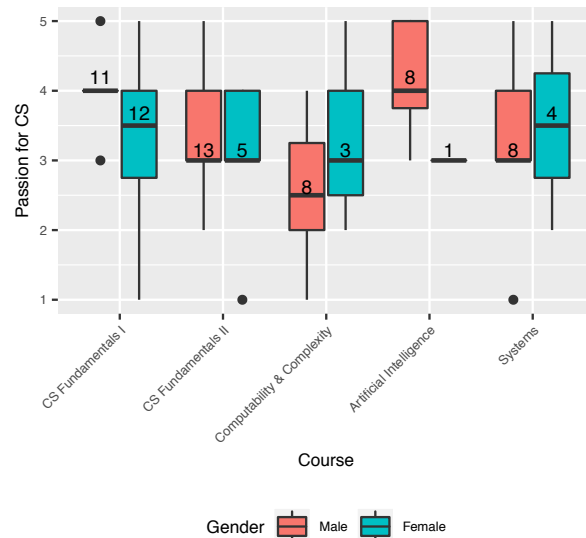 Passion for CS
5
4
3
2
1
11
12
13
5
8
3
8
1
8
4
CS Fundamentals I
CS Fundamentals II
Computability & Complexity
Artificial Intelligence
Systems
Course
Gender Male Female